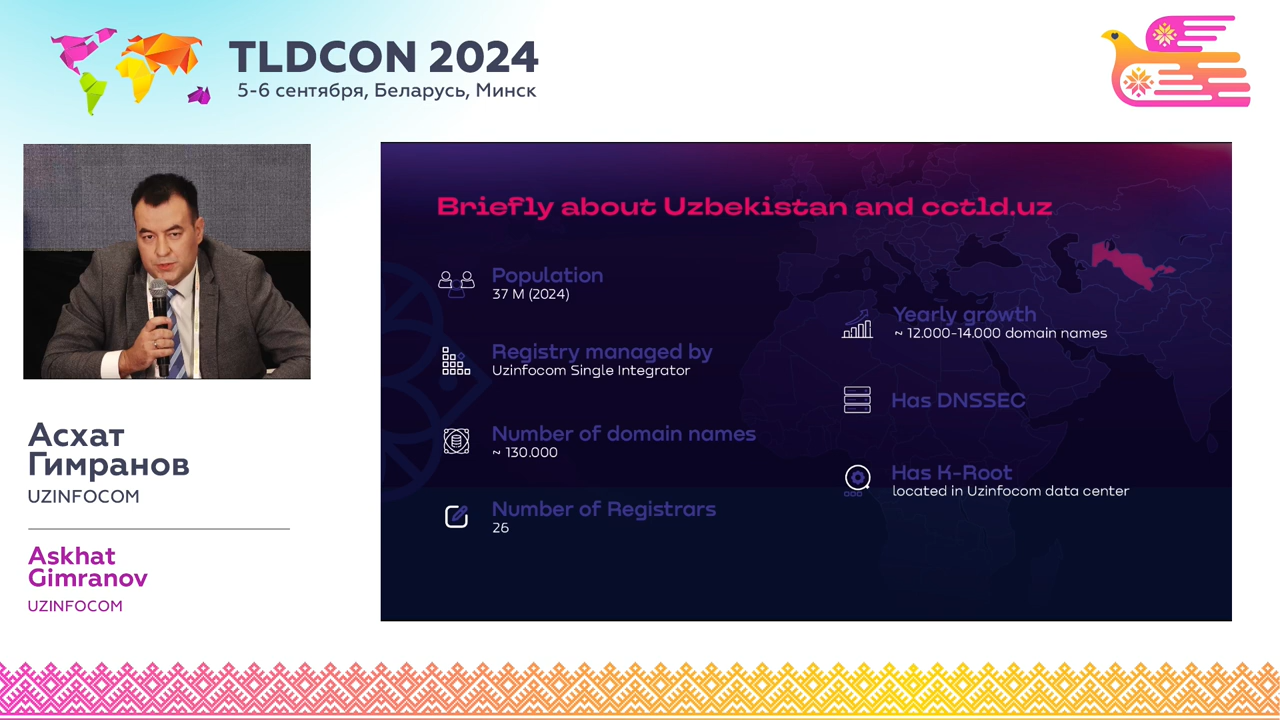 TLDCON 2024
5-6 сентября, Беларусь, Минск
Асхат
Гимранов
UZINFOCOM
Askhat
Gimranov
UZINFOCOM
Briefly about Uzbekistan and cctld.uz
Population
37 M (2024)
Registry managed by
Uzinfocom Single Integrator
Number of domain names
~ 130.000
Number of Registrars
26
Yearly growth
~ 12.000-14.000 domain names
Has DNSSEC
Has K-Root
located in Uzinfocom data center